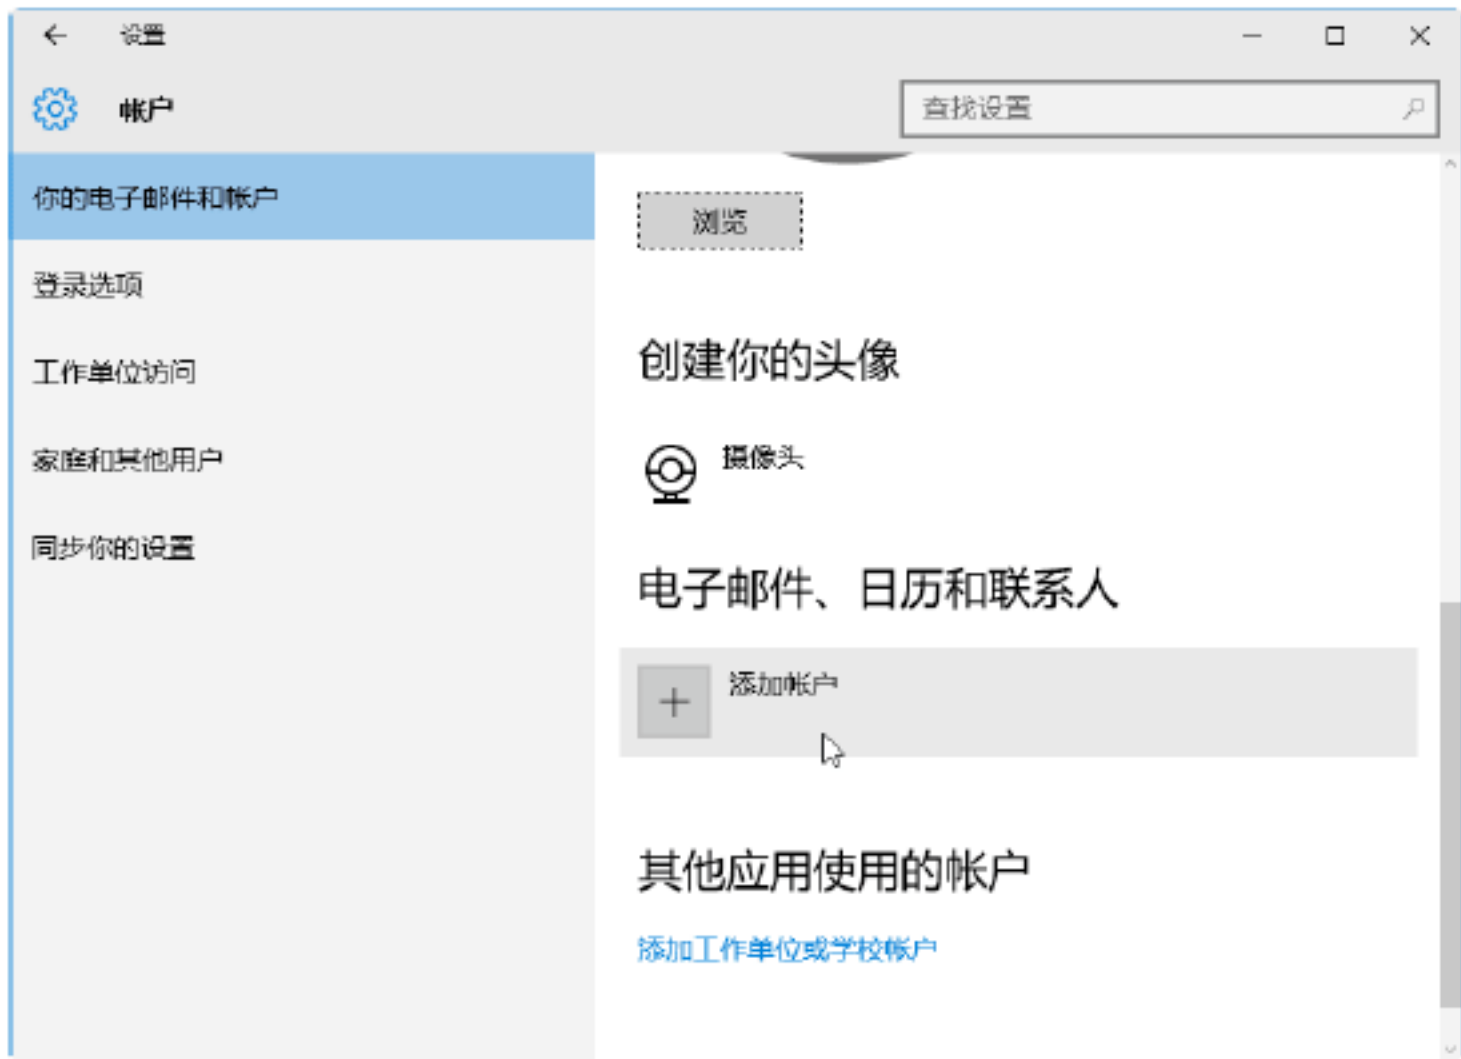 设置
帐户
查找设置
你的电子邮件和帐户
登录选项
工作单位访问
家庭和其他用户
同步你的设置
浏览
创建你的头像
摄像头
电子邮件、日历和联系人
添加帐户
其他应用使用的帐户
添加工作单位或学校帐户